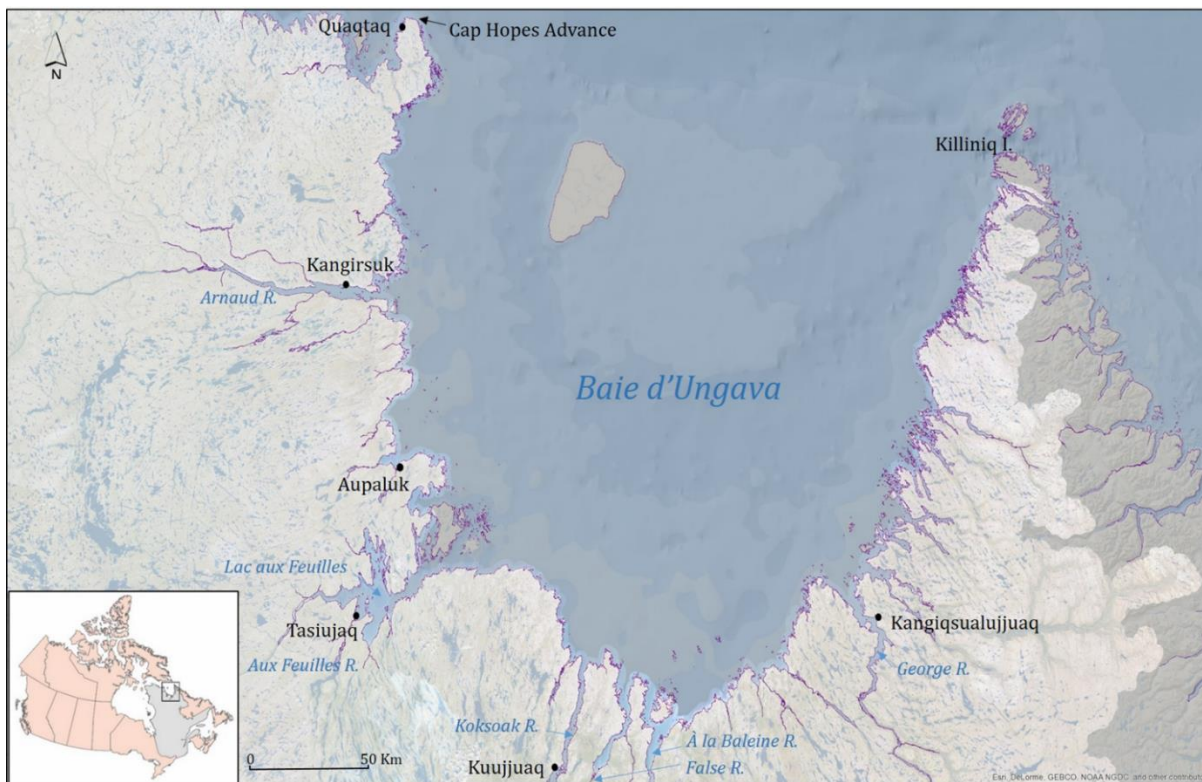 Quaqtaq
Cap Hopes Advance
N
Killiniq I.
Kangirsuk
Arnaud R.
Baie d'Ungava
Aupaluk
Lac aux Feuilles
Tasiujaq
Kangiqsualujjuaq
Aux Feuilles R.
George R.
Koksoak R.
À la Baleine R.
0 50 Km
Kuujjuaq
False R.
Esri, DeLorme, GEBCO, NOAA NGDC, and other